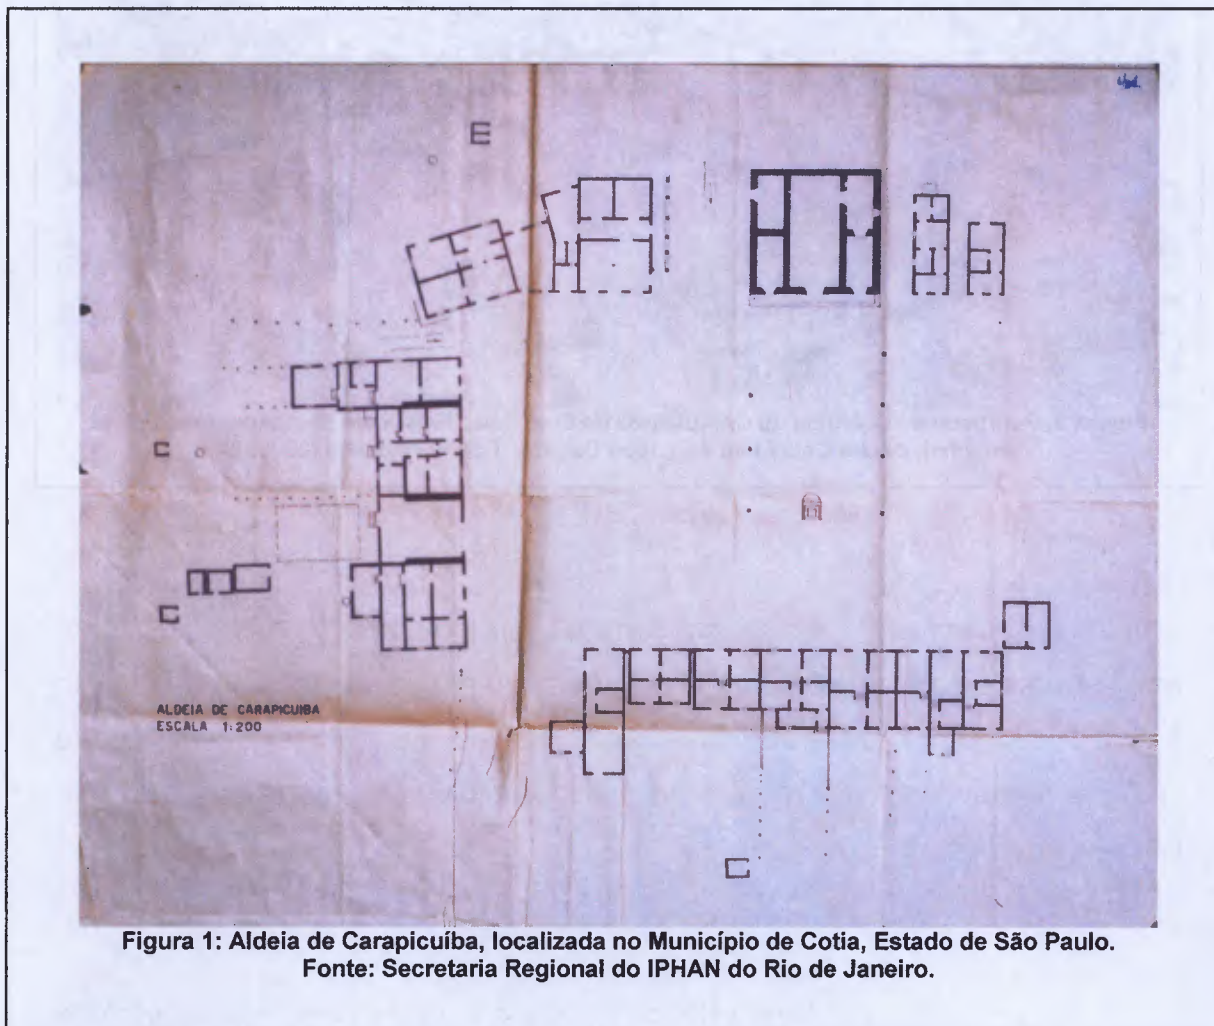 ALDEIA DE CARAPICUIBA
ESCALA 1:200
Figura 1: Aldeia de Carapicuíba, localizada no Município de Cotia, Estado de São Paulo.
Fonte: Secretaria Regional do IPHAN do Rio de Janeiro.